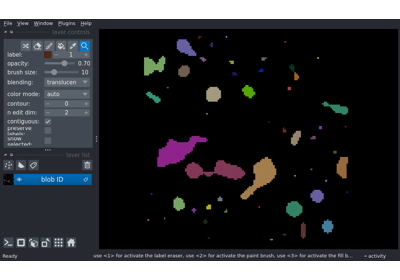 File View Window Plugins Help
layer controls
label: 1
opacity: 0.70
brush size: 10
blending: translucen
color mode: auto
contour: 0
n edit dim: 2
contiguous:
preserve
show
selected:
layer list
blob ID
Ready
use <1> for activate the label eraser, use <2> for activate the paint brush, use <3> for activate the fill b...
activity